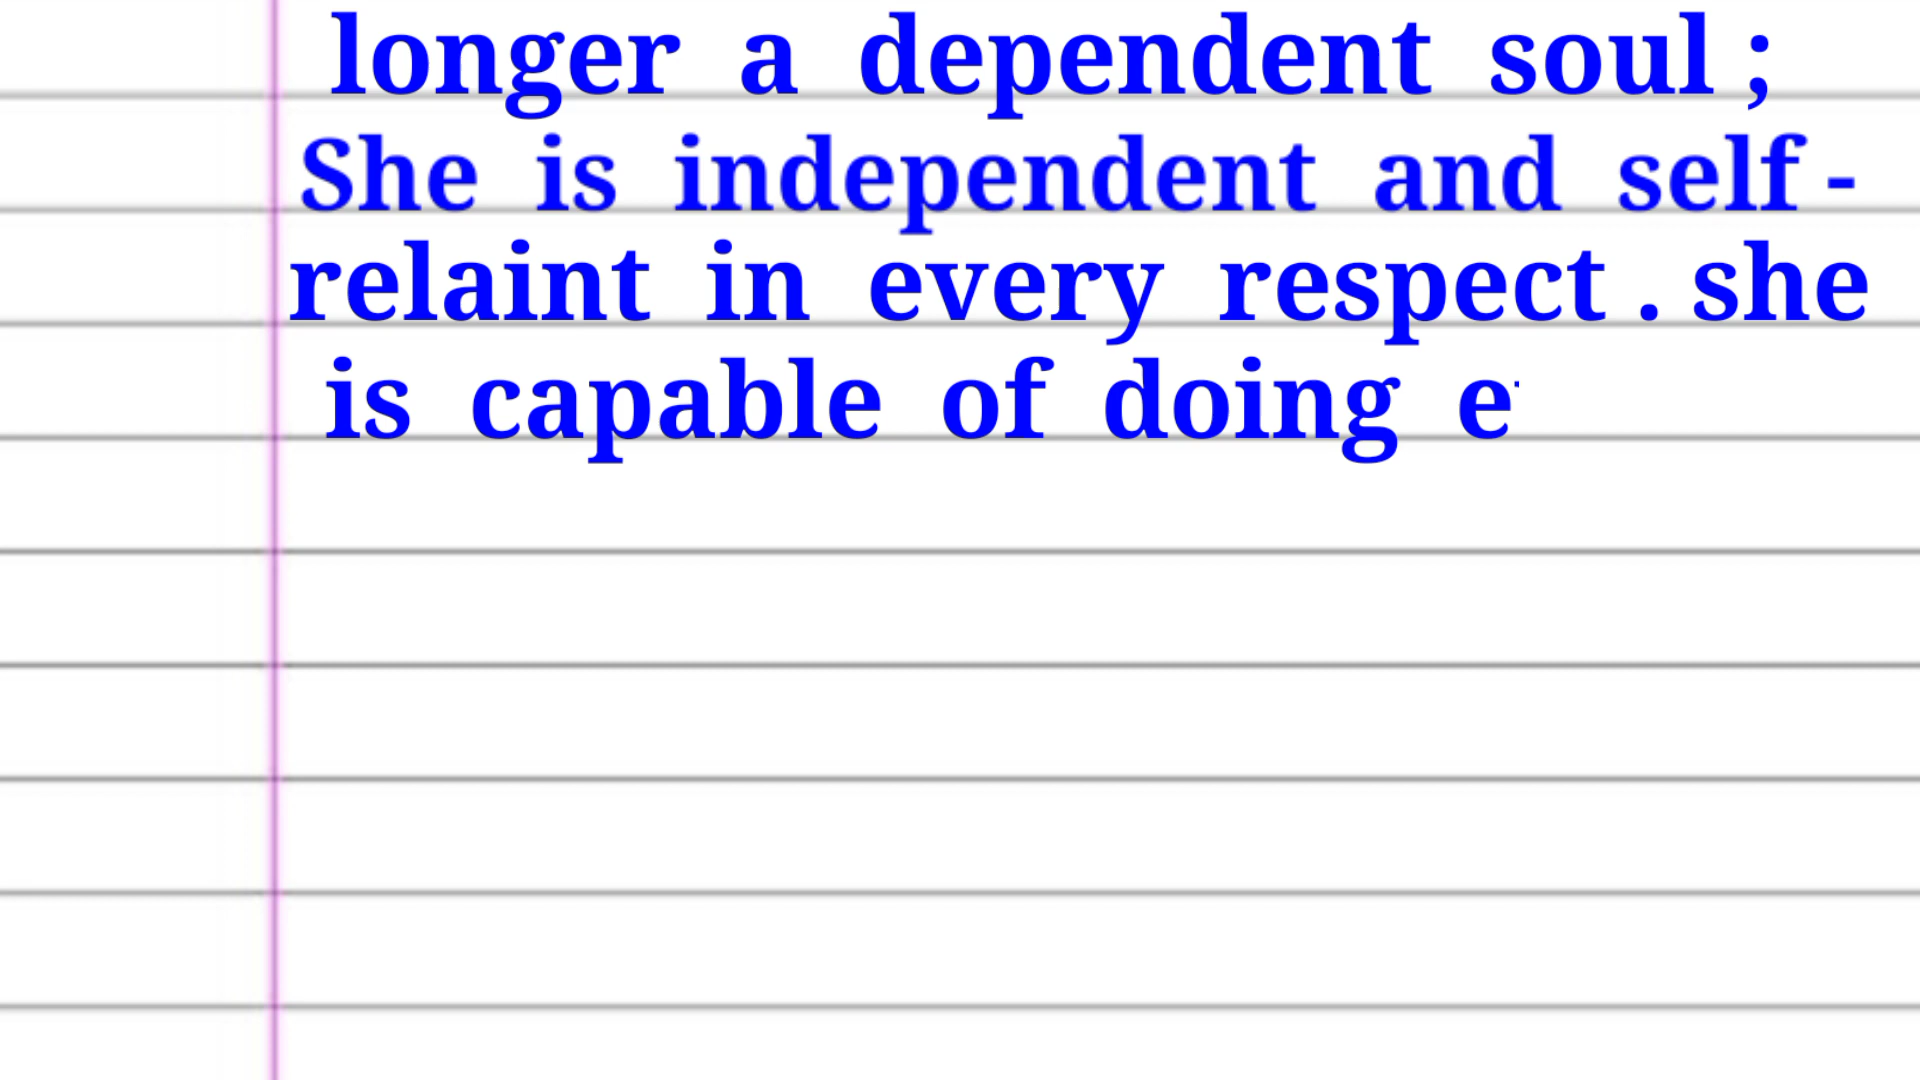 longer a dependent soul ;
She is independent and self -
relaint in every respect . she
is capable of doing